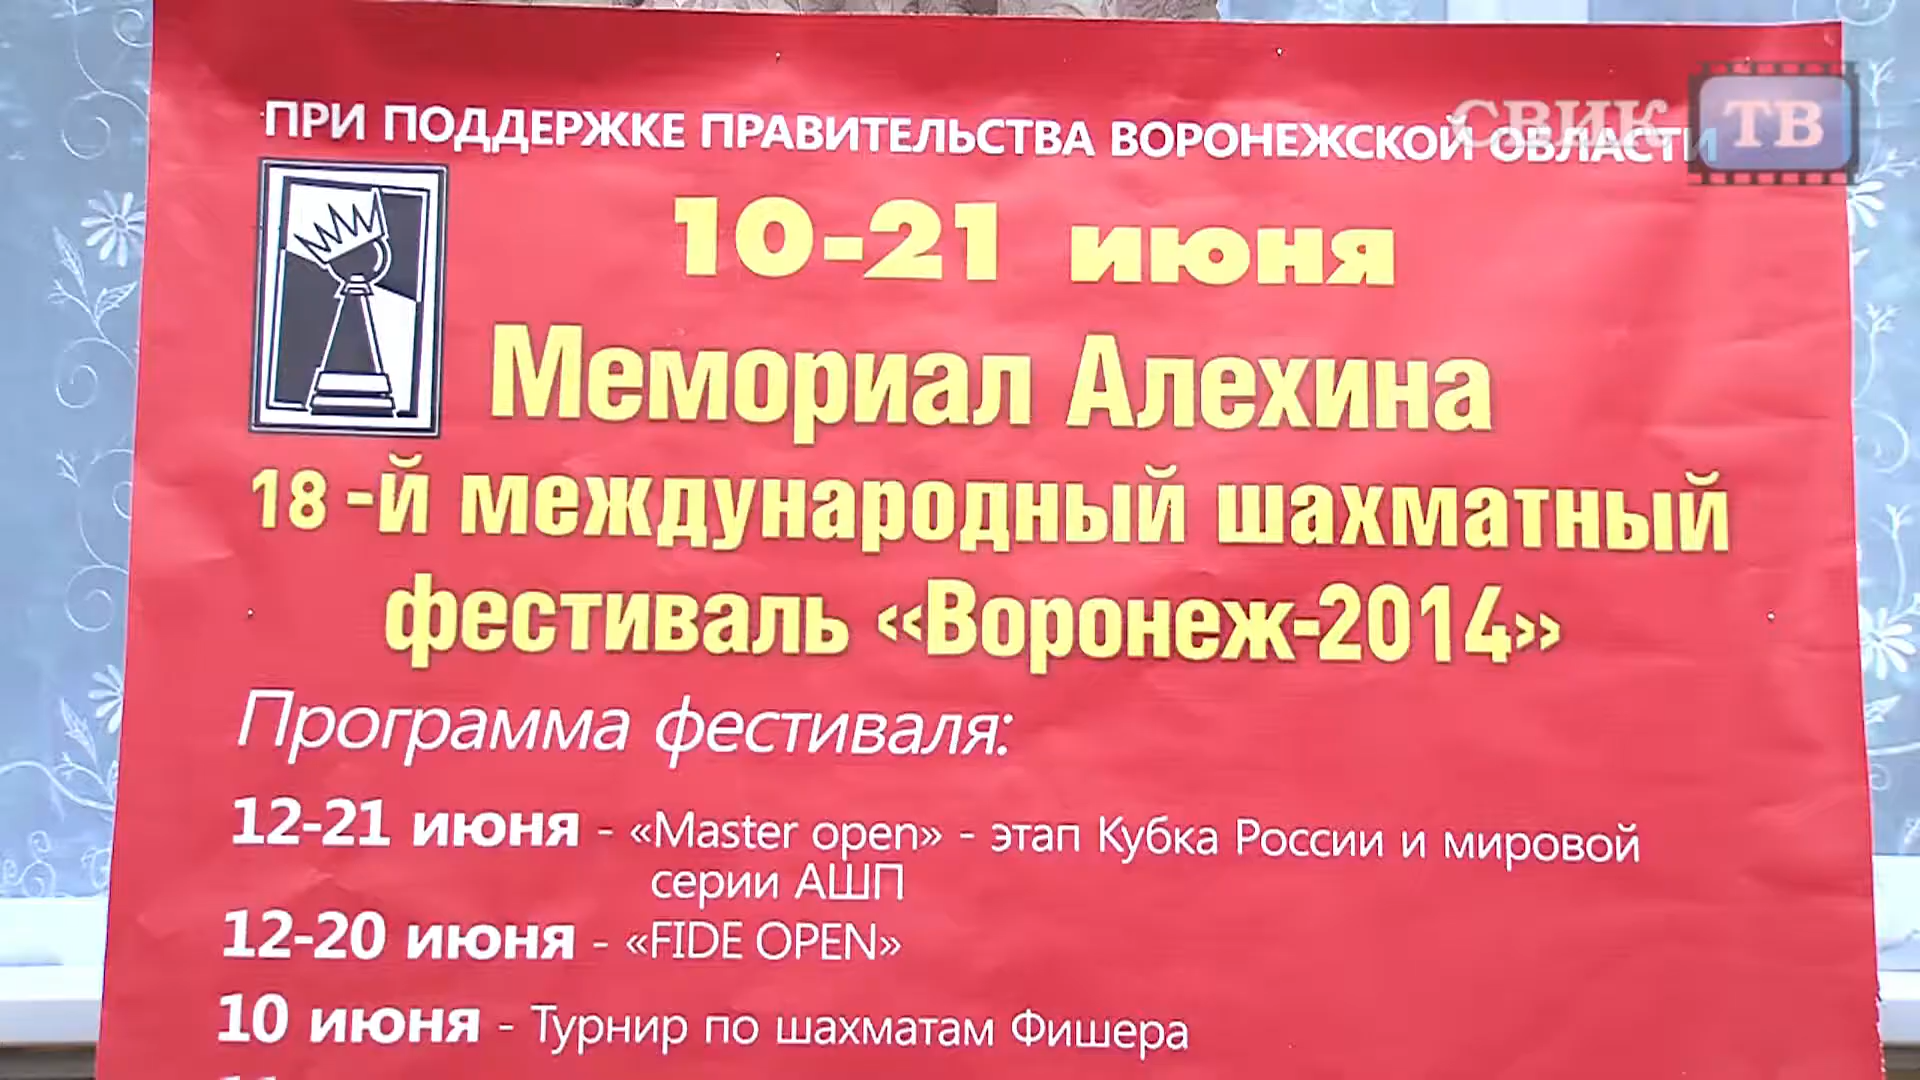 ПРИ ПОДДЕРЖКЕ ПРАВИТЕЛЬСТВА ВОРОНЕЖСКОЙ ОБЛАСТИ
СВИК ТВ
10-21 июня
Мемориал Алехина
18 -й международный шахматный
фестиваль «Воронеж-2014»
Программа фестиваля:
12-21 июня - «Master open» - этап Кубка России и мировой
серии АШП
12-20 июня - «FIDE OPEN»
10 июня - Турнир по шахматам Фишера